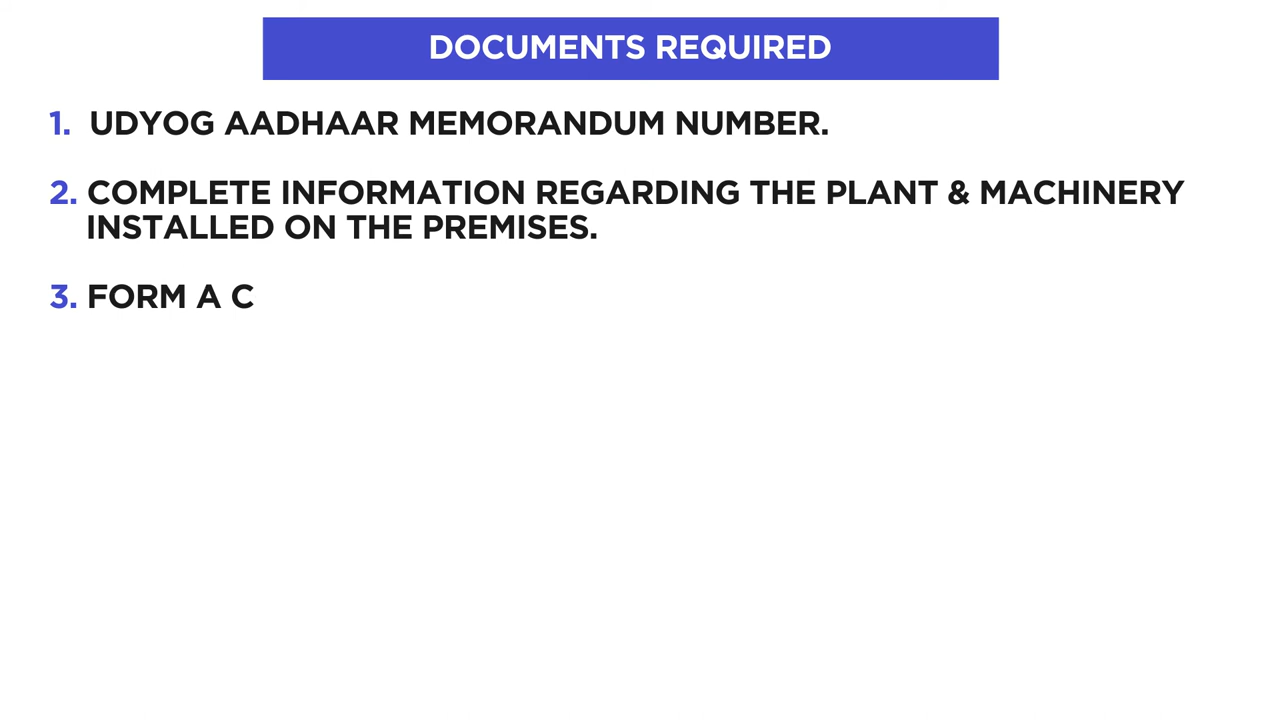 DOCUMENTS REQUIRED
1. UDYOG AADHAAR MEMORANDUM NUMBER.
2. COMPLETE INFORMATION REGARDING THE PLANT & MACHINERY
INSTALLED ON THE PREMISES.
3. FORM A C